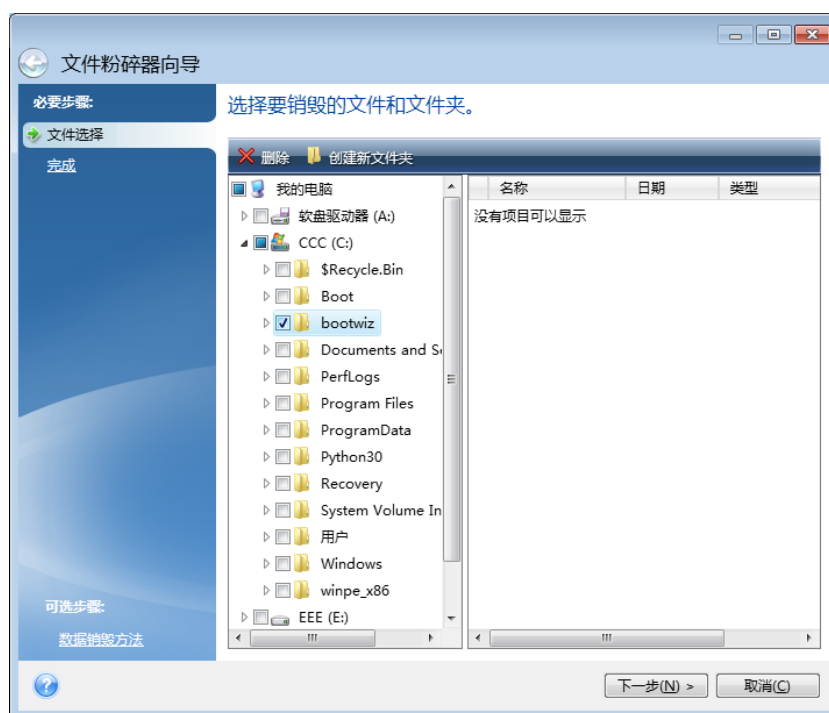 文件粉碎器向导
必要步骤:
文件选择
完成
可选步骤:
数据销毁方法
选择要销毁的文件和文件夹。
删除 创建新文件夹
我的电脑
软盘驱动器 (A:)
CCC (C:)
$Recycle.Bin
Boot
bootwiz
Documents and Se
PerfLogs
Program Files
ProgramData
Python30
Recovery
System Volume In
用户
Windows
winpe_x86
EEE (E:)
名称 日期 类型
没有项目可以显示
下一步(N) > 取消(C)